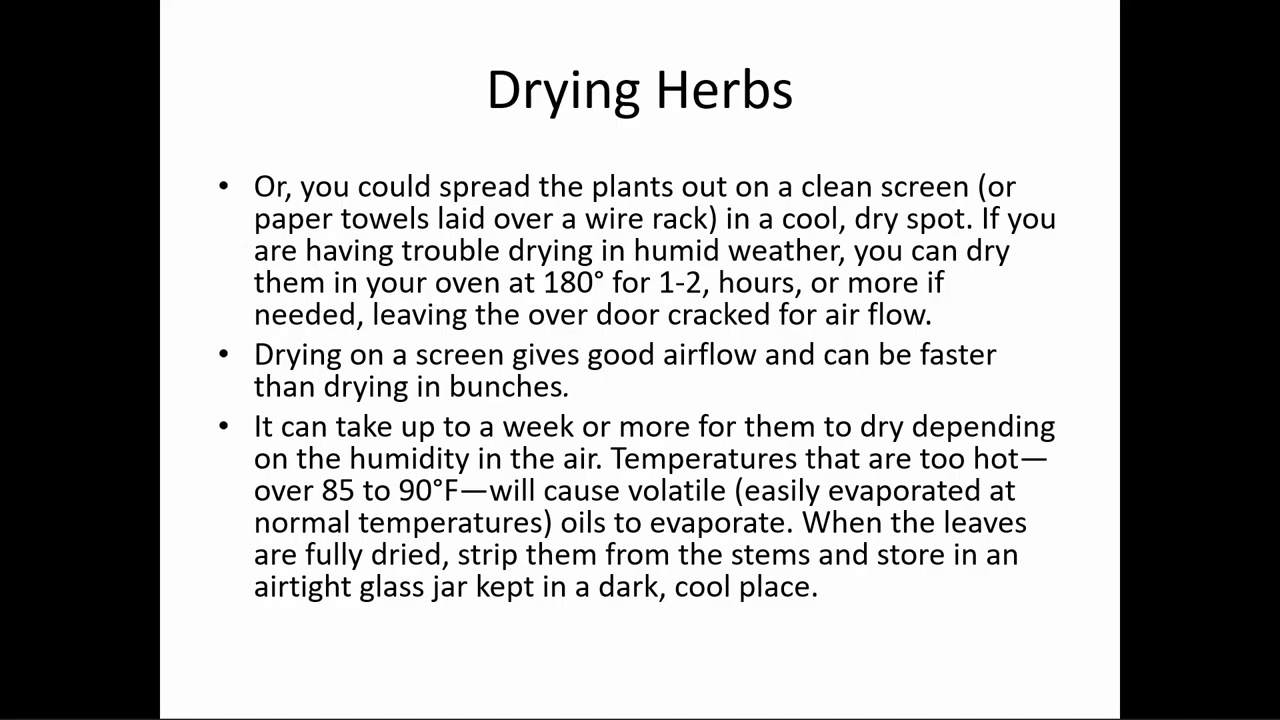 Drying Herbs
• Or, you could spread the plants out on a clean screen (or
paper towels laid over a wire rack) in a cool, dry spot. If you
are having trouble drying in humid weather, you can dry
them in your oven at 180° for 1-2, hours, or more if
needed, leaving the over door cracked for air flow.
• Drying on a screen gives good airflow and can be faster
than drying in bunches.
• It can take up to a week or more for them to dry depending
on the humidity in the air. Temperatures that are too hot—
over 85 to 90°F—will cause volatile (easily evaporated at
normal temperatures) oils to evaporate. When the leaves
are fully dried, strip them from the stems and store in an
airtight glass jar kept in a dark, cool place.